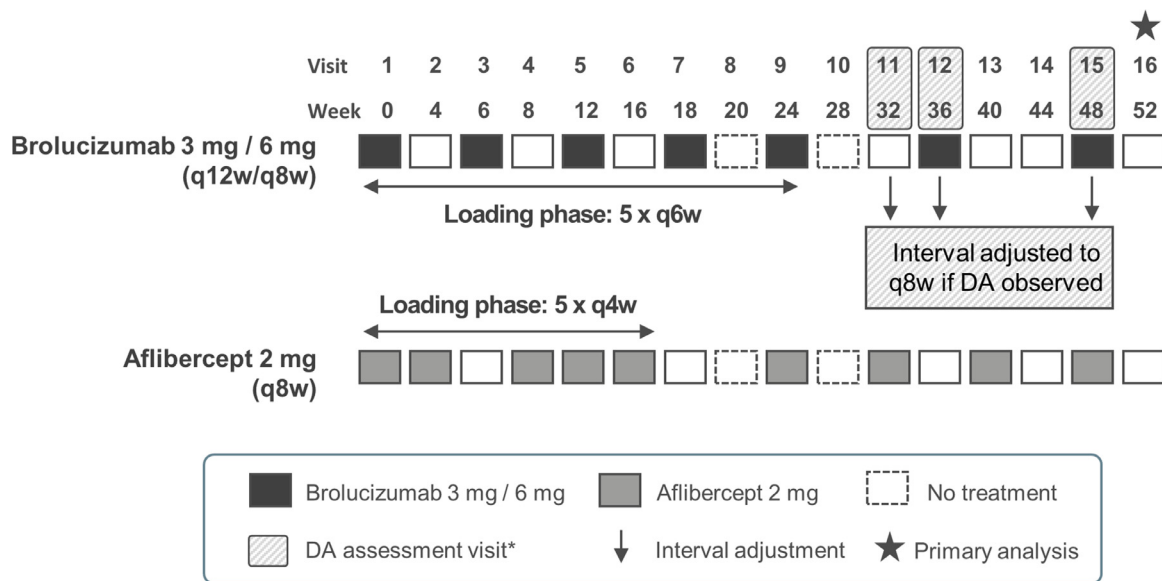 Visit 1 2 3 4 5 6 7 8 9 10 11 12 13 14 15 16
Week 0 4 6 8 12 16 18 20 24 28 32 36 40 44 48 52
Brolucizumab 3 mg / 6 mg
(q12w/q8w)
Loading phase: 5 x q6w
Interval adjusted to
q8w if DA observed
Loading phase: 5 x q4w
Aflibercept 2 mg
(q8w)
Brolucizumab 3 mg / 6 mg Aflibercept 2 mg No treatment
DA assessment visit* Interval adjustment Primary analysis